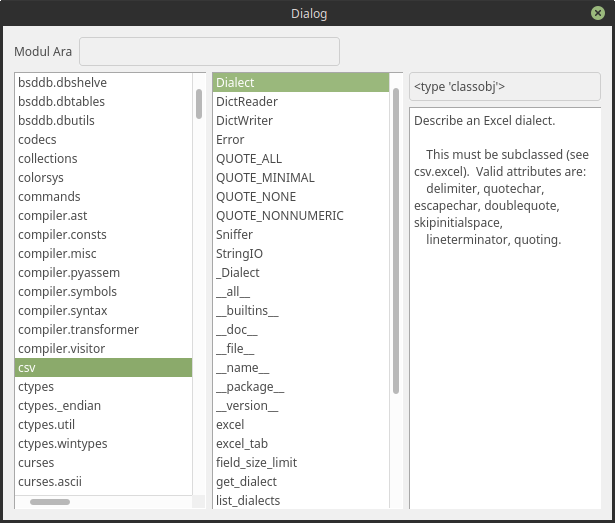 Dialog
Modul Ara
bsddb.dbshelve
bsddb.dbtables
bsddb.dbutils
codecs
collections
colorsys
commands
compiler.ast
compiler.consts
compiler.misc
compiler.pyassem
compiler.symbols
compiler.syntax
compiler.transformer
compiler.visitor
csv
ctypes
ctypes._endian
ctypes.util
ctypes.wintypes
curses
curses.ascii
Dialect
DictReader
DictWriter
Error
QUOTE_ALL
QUOTE_MINIMAL
QUOTE_NONE
QUOTE_NONNUMERIC
Sniffer
StringIO
_Dialect
__all__
__builtins__
__doc__
__file__
__name__
__package__
__version__
excel
excel_tab
field_size_limit
get_dialect
list_dialects
<type 'classobj'>
Describe an Excel dialect.
This must be subclassed (see
csv.excel).  Valid attributes are:
delimiter, quotechar,
escapechar, doublequote,
skipinitialspace,
lineterminator, quoting.